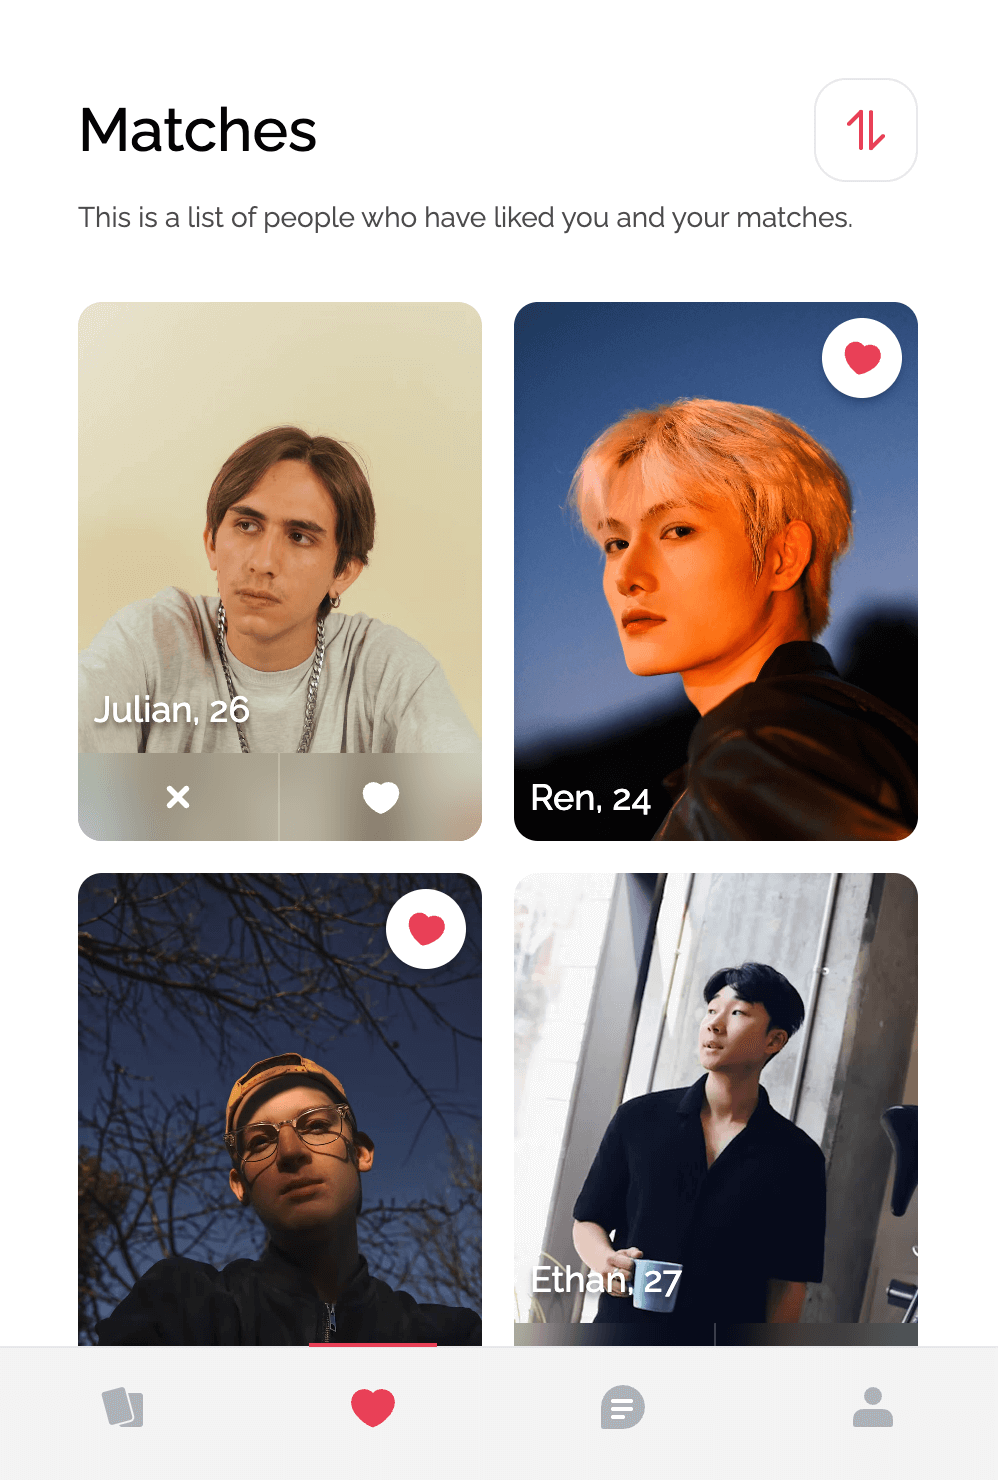 Matches
This is a list of people who have liked you and your matches.
Julian, 26
Ren, 24
Ethan, 27